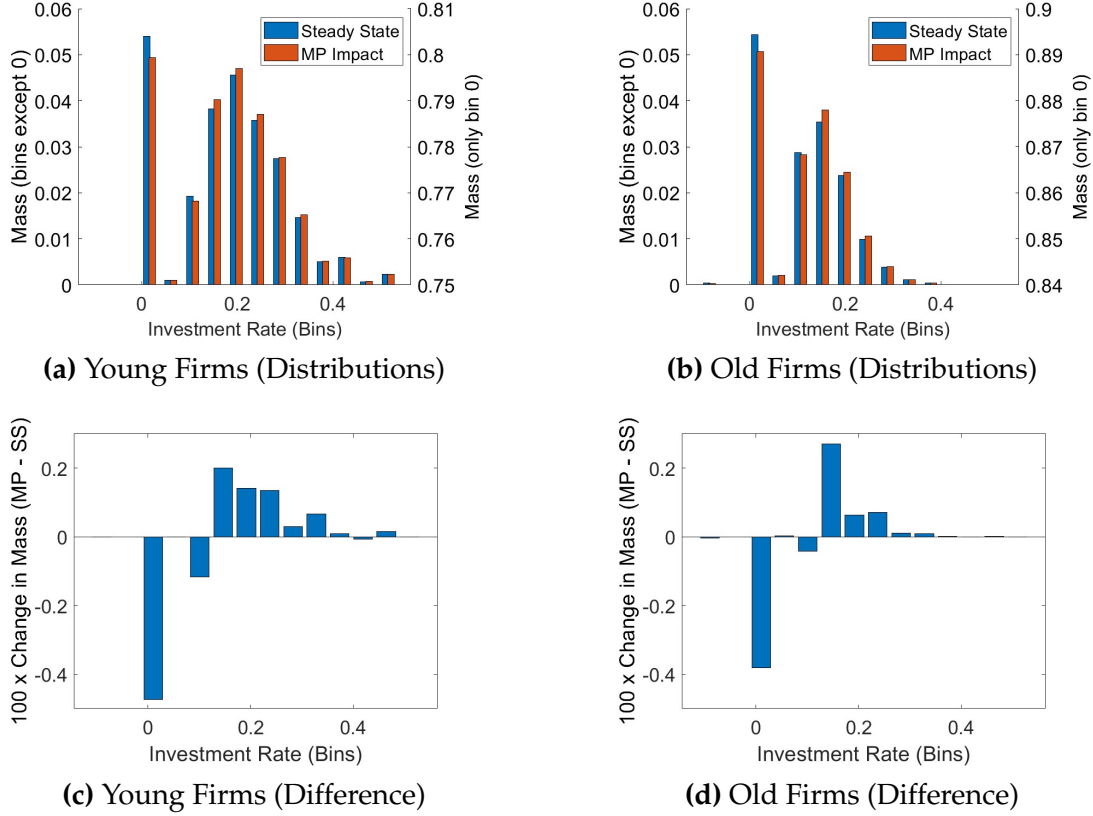 0.06
0.05
0.04
0.03
0.02
0.01
0
Mass (bins except 0)
0.81
0.8
0.79
0.78
0.77
0.76
0.75
Mass (only bin 0)
Steady State
MP Impact
0 0.2 0.4
Investment Rate (Bins)
(a) Young Firms (Distributions)
0.06
0.05
0.04
0.03
0.02
0.01
0
Mass (bins except 0)
0.9
0.89
0.88
0.87
0.86
0.85
0.84
Mass (only bin 0)
Steady State
MP Impact
0 0.2 0.4
Investment Rate (Bins)
(b) Old Firms (Distributions)
100 x Change in Mass (MP - SS)
0.2
0
-0.2
-0.4
0 0.2 0.4
Investment Rate (Bins)
(c) Young Firms (Difference)
100 x Change in Mass (MP - SS)
0.2
0
-0.2
-0.4
0 0.2 0.4
Investment Rate (Bins)
(d) Old Firms (Difference)